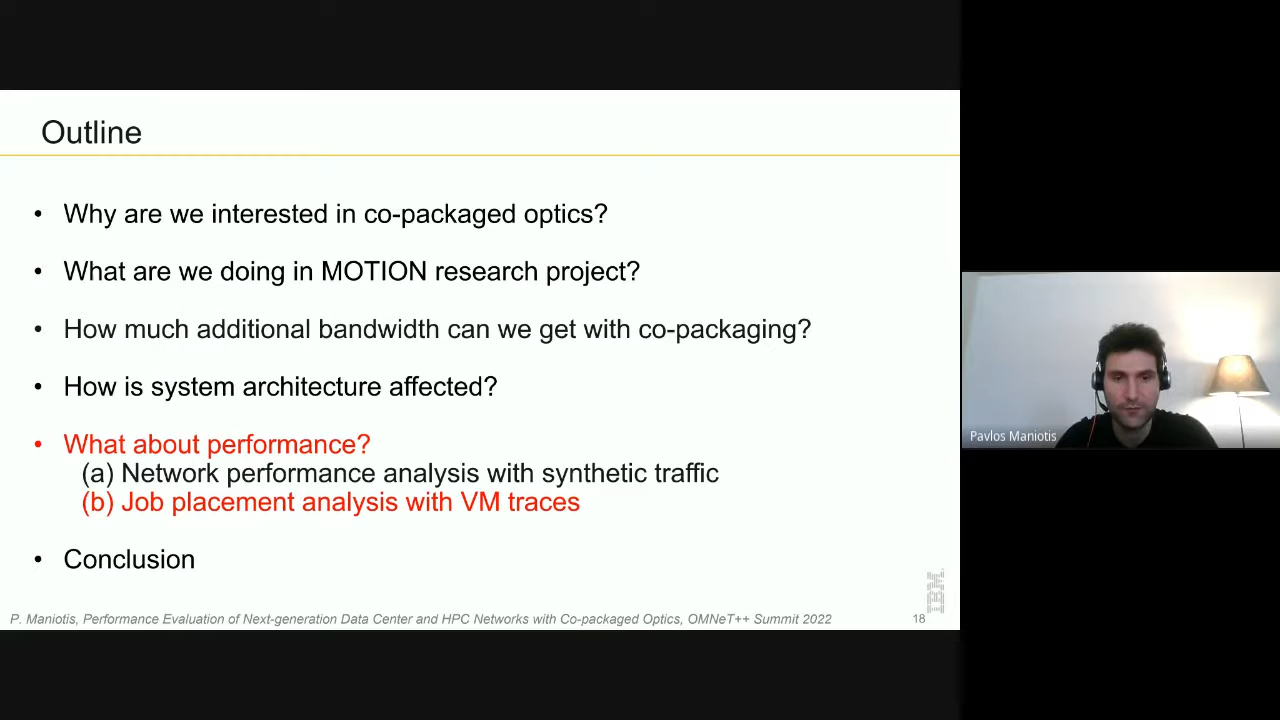 Outline
• Why are we interested in co-packaged optics?
• What are we doing in MOTION research project?
• How much additional bandwidth can we get with co-packaging?
• How is system architecture affected?
• What about performance?
(a) Network performance analysis with synthetic traffic
(b) Job placement analysis with VM traces
• Conclusion
IBM
P. Maniotis, Performance Evaluation of Next-generation Data Center and HPC Networks with Co-packaged Optics, OMNeT++ Summit 2022 18
Pavlos Maniotis